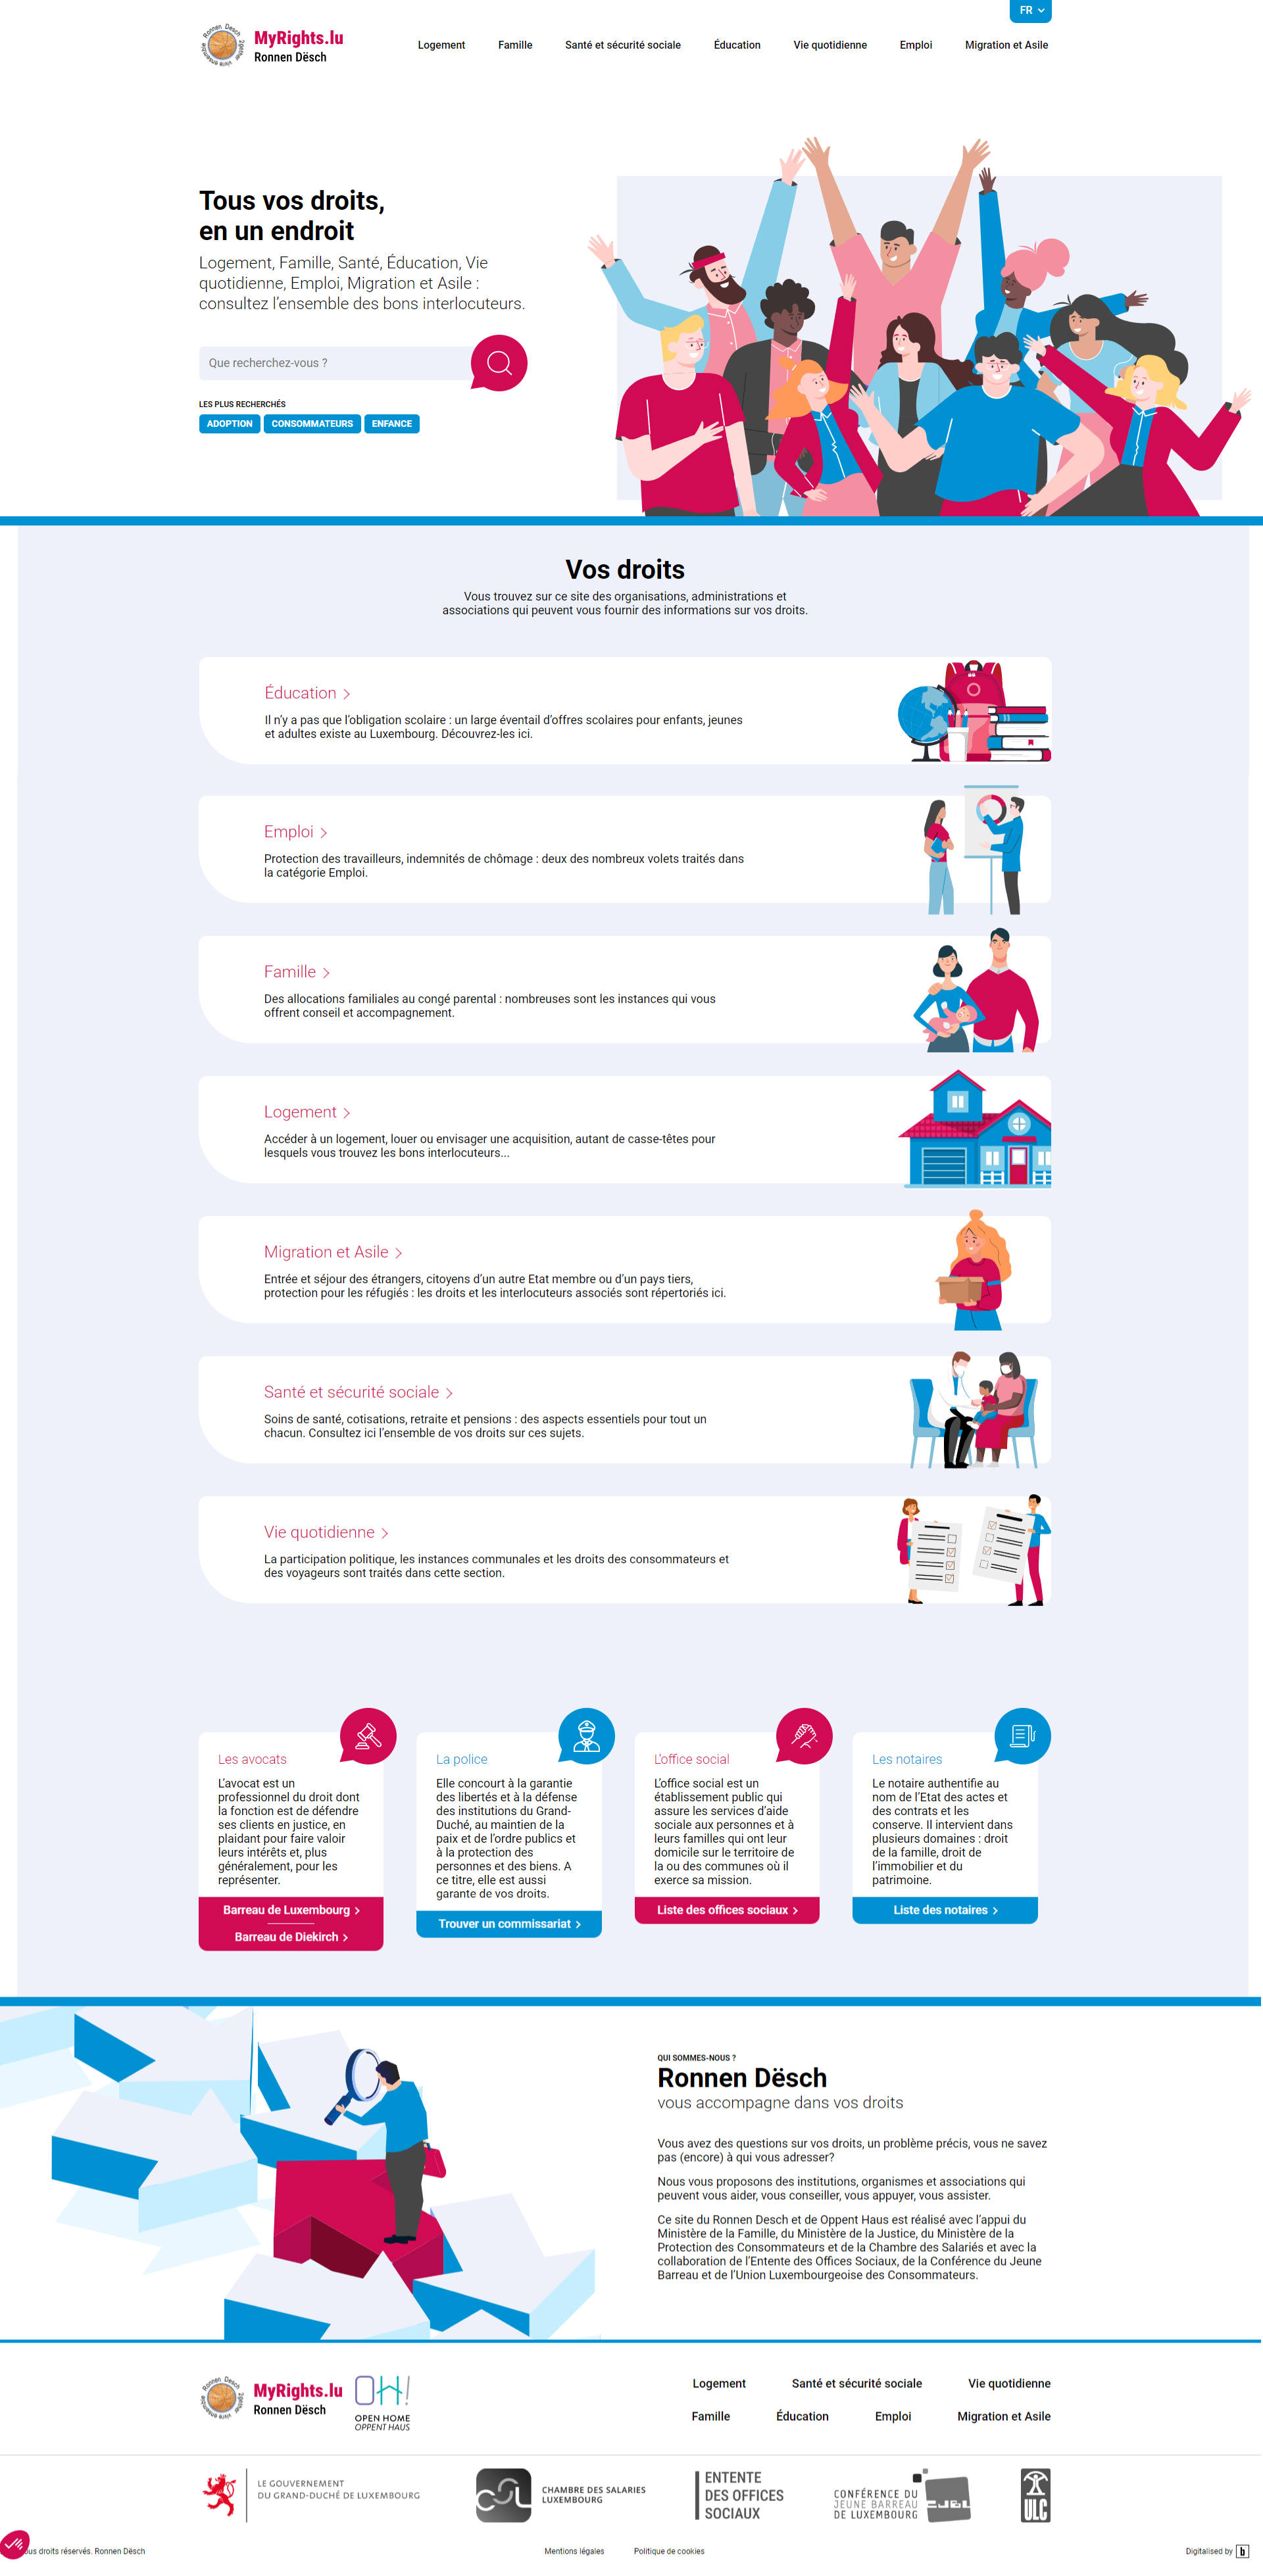 FR
Ronnen Desch
MyRights.lu
Ronnen Dësch
Logement
Famille
Santé et sécurité sociale
Éducation
Vie quotidienne
Emploi
Migration et Asile
Tous vos droits,
en un endroit
Logement, Famille, Santé, Éducation, Vie
quotidienne, Emploi, Migration et Asile :
consultez l'ensemble des bons interlocuteurs.
Que recherchez-vous ?
LES PLUS RECHERCHÉS
ADOPTION
CONSOMMATEURS
ENFANCE
Vos droits
Vous trouvez sur ce site des organisations, administrations et
associations qui peuvent vous fournir des informations sur vos droits.
Éducation
Il n'y a pas que l'obligation scolaire : un large éventail d'offres scolaires pour enfants, jeunes
et adultes existe au Luxembourg. Découvrez-les ici.
Emploi
Protection des travailleurs, indemnités de chômage : deux des nombreux volets traités dans
la catégorie Emploi.
Famille
Des allocations familiales au congé parental : nombreuses sont les instances qui vous
offrent conseil et accompagnement.
Logement
Accéder à un logement, louer ou envisager une acquisition, autant de casse-têtes pour
lesquels vous trouvez les bons interlocuteurs...
Migration et Asile
Entrée et séjour des étrangers, citoyens d'un autre Etat membre ou d'un pays tiers,
protection pour les réfugiés : les droits et les interlocuteurs associés sont répertoriés ici.
Santé et sécurité sociale
Soins de santé, cotisations, retraite et pensions : des aspects essentiels pour tout un
chacun. Consultez ici l'ensemble de vos droits sur ces sujets.
Vie quotidienne
La participation politique, les instances communales et les droits des consommateurs et
des voyageurs sont traités dans cette section.
Les avocats
L'avocat est un
professionnel du droit dont
la fonction est de défendre
ses clients en justice, en
plaidant pour faire valoir
leurs intérêts et, plus
généralement, pour les
représenter.
Barreau de Luxembourg
Barreau de Diekirch
La police
Elle concourt à la garantie
des libertés et à la défense
des institutions du Grand-
Duché, au maintien de la
paix et de l'ordre publics et
à la protection des
personnes et des biens. A
ce titre, elle est aussi
garante de vos droits.
Trouver un commissariat
L'office social
L'office social est un
établissement public qui
assure les services d'aide
sociale aux personnes et à
leurs familles qui ont leur
domicile sur le territoire de
la ou des communes où il
exerce sa mission.
Liste des offices sociaux
Les notaires
Le notaire authentifie au
nom de l'Etat des actes et
des contrats et les
conserve. Il intervient dans
plusieurs domaines : droit
de la famille, droit de
l'immobilier et du
patrimoine.
Liste des notaires
QUI SOMMES-NOUS ?
Ronnen Dësch
vous accompagne dans vos droits
Vous avez des questions sur vos droits, un problème précis, vous ne savez
pas (encore) à qui vous adresser?
Nous vous proposons des institutions, organismes et associations qui
peuvent vous aider, vous conseiller, vous appuyer, vous assister.
Ce site du Ronnen Desch et de Oppent Haus est réalisé avec l'appui du
Ministère de la Famille, du Ministère de la Justice, du Ministère de la
Protection des Consommateurs et de la Chambre des Salariés et avec la
collaboration de l'Entente des Offices Sociaux, de la Conférence du Jeune
Barreau et de l'Union Luxembourgeoise des Consommateurs.
Ronnen Desch
MyRights.lu
Ronnen Dësch
OH!
OPEN HOME
OPPENT HAUS
Logement
Santé et sécurité sociale
Vie quotidienne
Famille
Éducation
Emploi
Migration et Asile
LE GOUVERNEMENT
DU GRAND-DUCHÉ DE LUXEMBOURG
CSL
CHAMBRE DES SALARIES
LUXEMBOURG
ENTENTE
DES OFFICES
SOCIAUX
CONFÉRENCE DU
JEUNE BARREAU
DE LUXEMBOURG
CJBL
ULC
ous droits réservés. Ronnen Dësch
Mentions légales
Politique de cookies
Digitalised by b